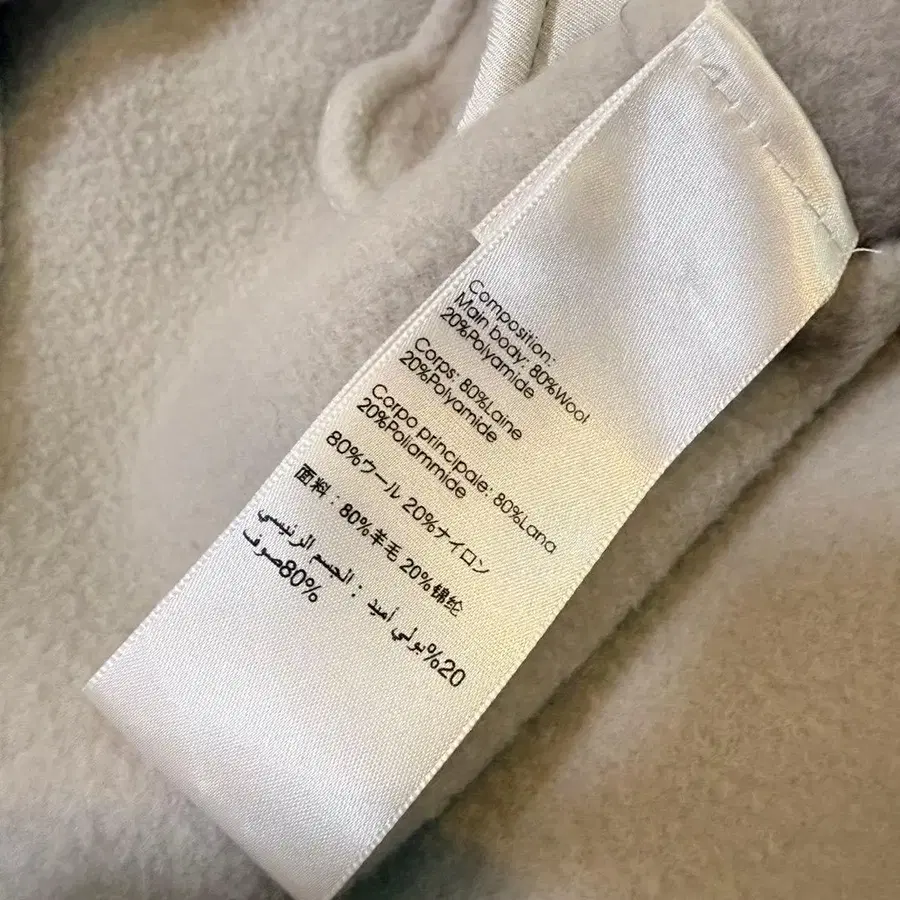 Composition:
Main body: 80%Wool
20%Polyamide
Corps: 80%Laine
20%Polyamide
Corpo principale: 80%Lana
20%Poliammide
80%ウール 20%ナイロン
面料：80%羊毛 20%锦纶
20%بولي أميد : الجسم الرئيسي
80%صوف